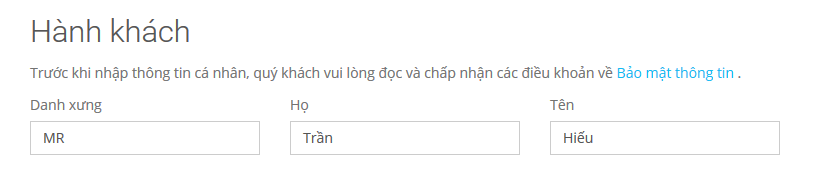 Hành khách
Trước khi nhập thông tin cá nhân, quý khách vui lòng đọc và chấp nhận các điều khoản về Bảo mật thông tin .
Danh xưng Họ Tên
MR Trần Hiếu